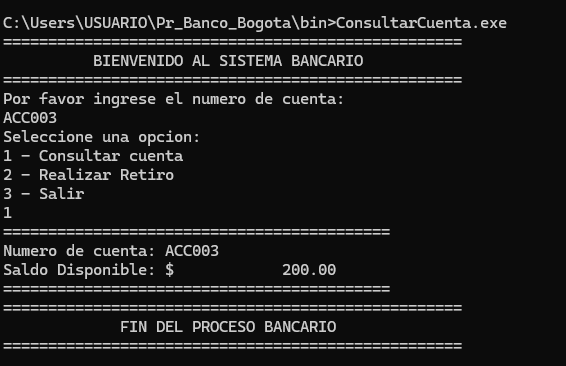 C:\Users\USUARIO\Pr_Banco_Bogota\bin>ConsultarCuenta.exe
===================================================
          BIENVENIDO AL SISTEMA BANCARIO
===================================================
Por favor ingrese el numero de cuenta:
ACC003
Seleccione una opcion:
1 - Consultar cuenta
2 - Realizar Retiro
3 - Salir
1
===========================================
Numero de cuenta: ACC003
Saldo Disponible: $            200.00
===========================================
===================================================
             FIN DEL PROCESO BANCARIO
===================================================